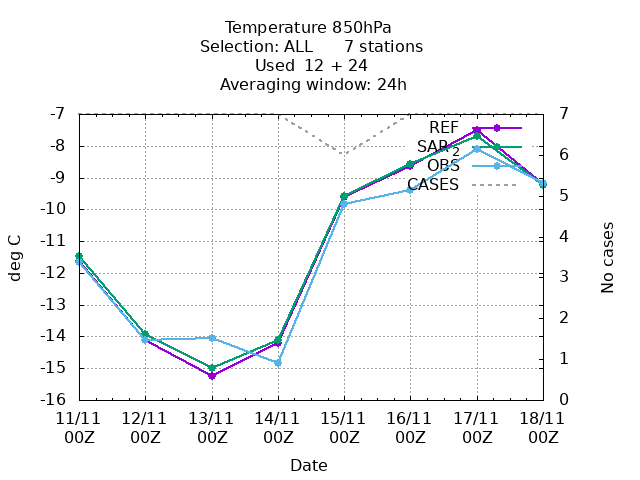 Temperature 850hPa
Selection: ALL 7 stations
Used 12 + 24
Averaging window: 24h
-7
-8
-9
-10
-11
-12
-13
-14
-15
-16
deg C
7
6
5
4
3
2
1
0
No cases
REF
SAR₂
OBS
CASES
11/11 12/11 13/11 14/11 15/11 16/11 17/11 18/11
00Z 00Z 00Z 00Z 00Z 00Z 00Z 00Z
Date